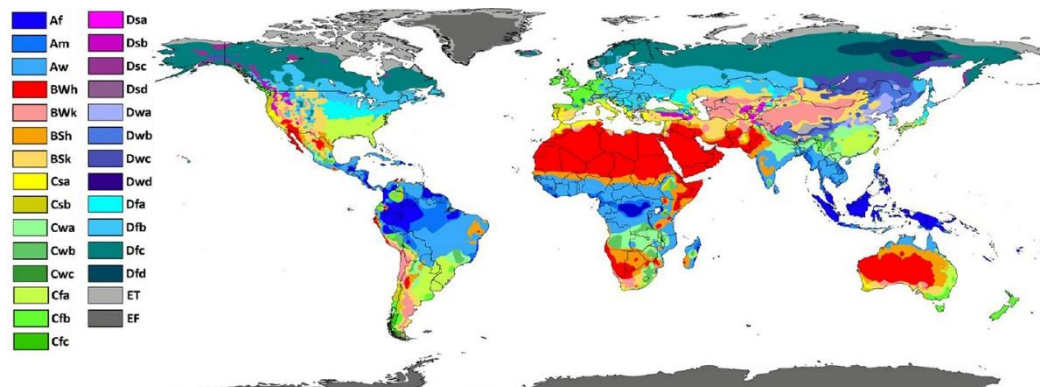 Af
Am
Aw
BWh
BWk
BSh
BSk
Csa
Csb
Cwa
Cwb
Cwc
Cfa
Cfb
Cfc
Dsa
Dsb
Dsc
Dsd
Dwa
Dwb
Dwc
Dwd
Dfa
Dfb
Dfc
Dfd
ET
EF